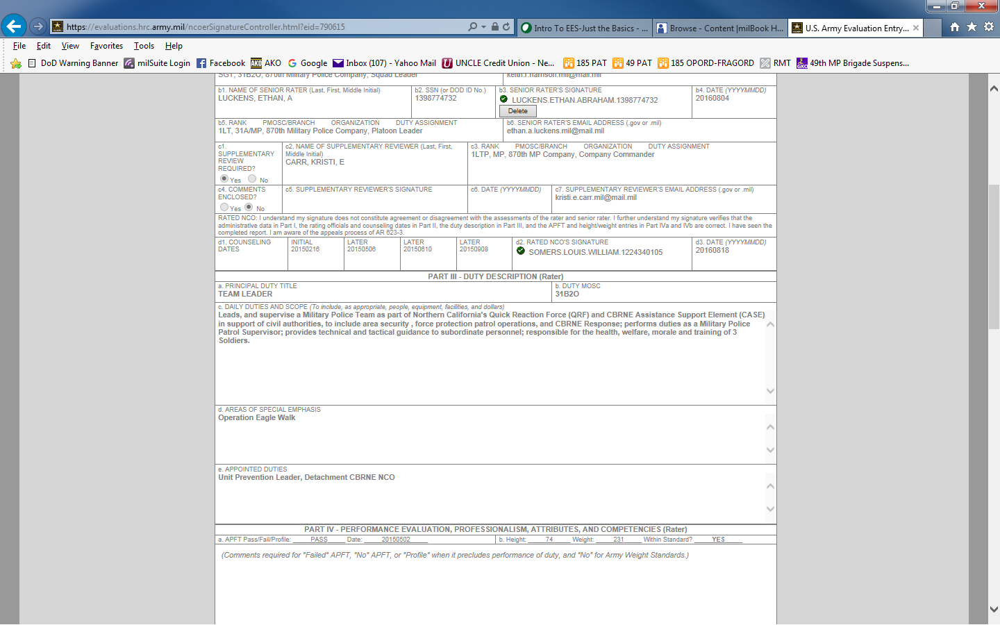 https://evaluations.hrc.army.mil/ncoerSignatureController.html?eid=790615
Intro To EES-Just the Basics - ...
Browse - Content |milBook H...
U.S. Army Evaluation Entry...
File Edit View Favorites Tools Help
DoD Warning Banner milSuite Login Facebook AKO Google Inbox (107) - Yahoo Mail UNCLE Credit Union - Ne... 185 PAT 49 PAT 185 OPORD-FRAGORD RMT 49th MP Brigade Suspens...
SGT, 31B2O, 870th Military Police Company, Squad Leader
keith.r.harrison.mil@mail.mil
b1. NAME OF SENIOR RATER (Last, First, Middle Initial)
LUCKENS, ETHAN, A
b2. SSN (or DOD ID No.)
1398774732
b3. SENIOR RATER'S SIGNATURE
LUCKENS.ETHAN.ABRAHAM.1398774732
Delete
b4. DATE (YYYYMMDD)
20160804
b5. RANK PMOSC/BRANCH ORGANIZATION DUTY ASSIGNMENT
1LT, 31A/MP, 870th Military Police Company, Platoon Leader
b6. SENIOR RATER'S EMAIL ADDRESS (.gov or .mil)
ethan.a.luckens.mil@mail.mil
c1.
SUPPLEMENTARY
REVIEW
REQUIRED?
Yes No
c2. NAME OF SUPPLEMENTARY REVIEWER (Last, First,
Middle Initial)
CARR, KRISTI, E
c3. RANK PMOSC/BRANCH ORGANIZATION DUTY ASSIGNMENT
1LTP, MP, 870th MP Company, Company Commander
c4. COMMENTS
ENCLOSED?
Yes No
c5. SUPPLEMENTARY REVIEWER'S SIGNATURE
c6. DATE (YYYYMMDD)
c7. SUPPLEMENTARY REVIEWER'S EMAIL ADDRESS (.gov or .mil)
kristi.e.carr.mil@mail.mil
RATED NCO: I understand my signature does not constitute agreement or disagreement with the assessments of the rater and senior rater. I further understand my signature verifies that the
administrative data in Part I, the rating officials and counseling dates in Part II, the duty description in Part III, and the APFT and height/weight entries in Part IVa and IVb are correct. I have seen the
completed report. I am aware of the appeals process of AR 623-3.
d1. COUNSELING
DATES
INITIAL
20150216
LATER
20150506
LATER
20150610
LATER
20150908
d2. RATED NCO'S SIGNATURE
SOMERS.LOUIS.WILLIAM.1224340105
d3. DATE (YYYYMMDD)
20160818
PART III - DUTY DESCRIPTION (Rater)
a. PRINCIPAL DUTY TITLE
TEAM LEADER
b. DUTY MOSC
31B2O
c. DAILY DUTIES AND SCOPE (To include, as appropriate, people, equipment, facilities, and dollars)
Leads, and supervise a Military Police Team as part of Northern California's Quick Reaction Force (QRF) and CBRNE Assistance Support Element (CASE)
in support of civil authorities, to include area security , force protection patrol operations, and CBRNE Response; performs duties as a Military Police
Patrol Supervisor; provides technical and tactical guidance to subordinate personnel; responsible for the health, welfare, morale and training of 3
Soldiers.
d. AREAS OF SPECIAL EMPHASIS
Operation Eagle Walk
e. APPOINTED DUTIES
Unit Prevention Leader, Detachment CBRNE NCO
PART IV - PERFORMANCE EVALUATION, PROFESSIONALISM, ATTRIBUTES, AND COMPETENCIES (Rater)
a. APFT Pass/Fail/Profile: PASS Date: 20150502
b. Height: 74 Weight: 231 Within Standard? YES
(Comments required for "Failed" APFT, "No" APFT, or "Profile" when it precludes performance of duty, and "No" for Army Weight Standards.)